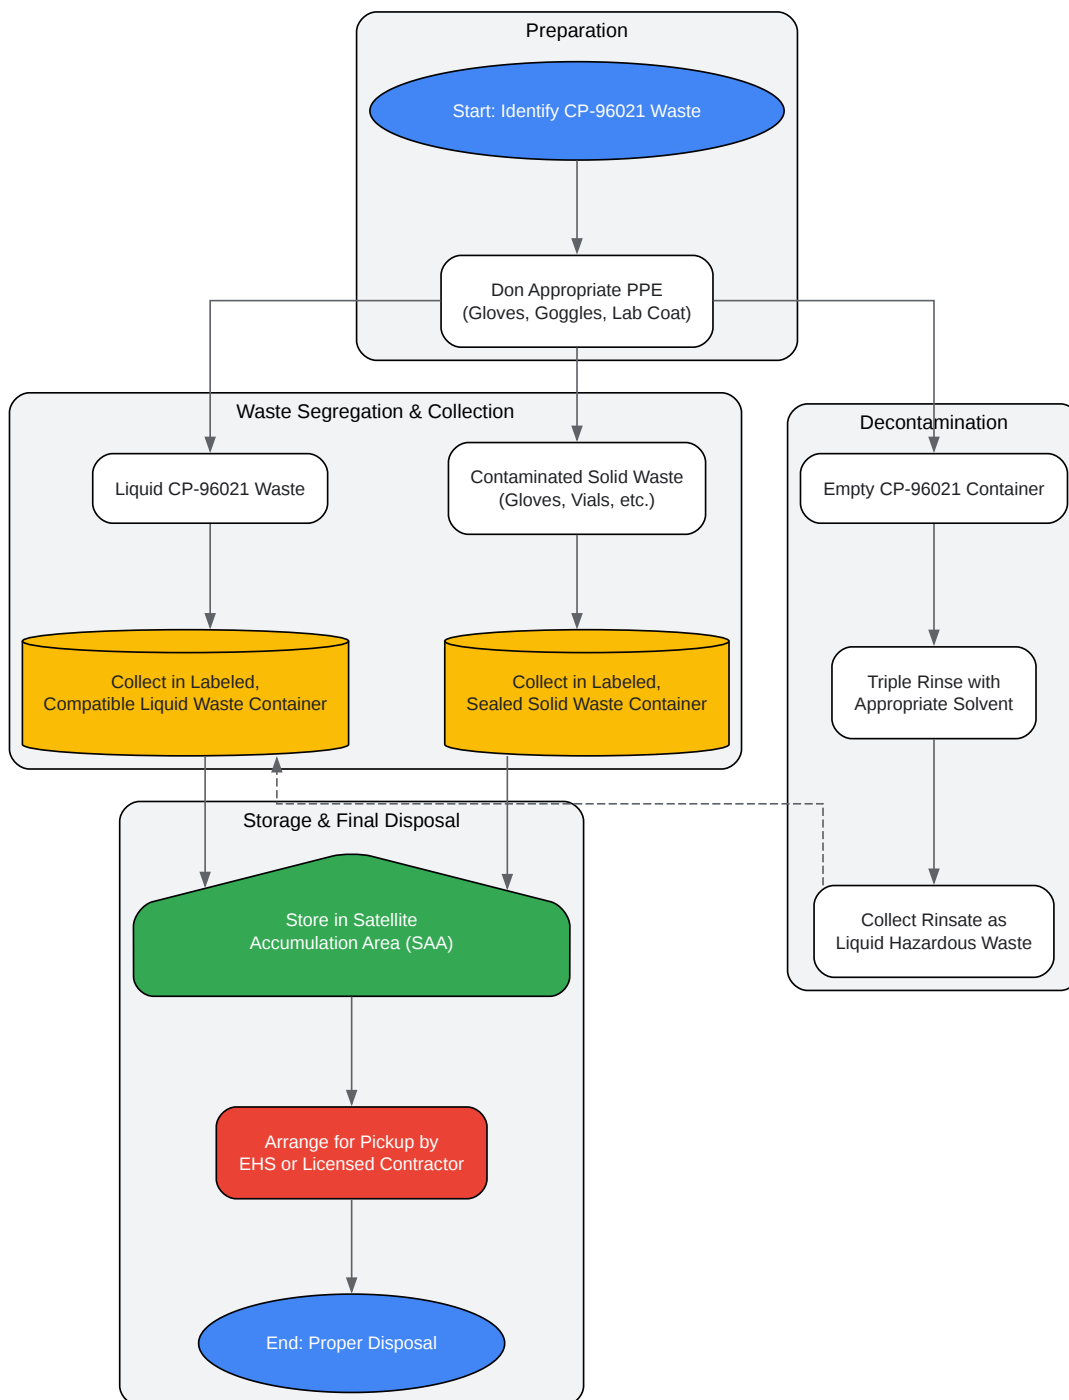 Preparation
Start: Identify CP-96021 Waste
Don Appropriate PPE
(Gloves, Goggles, Lab Coat)
Waste Segregation & Collection
Liquid CP-96021 Waste
Contaminated Solid Waste
(Gloves, Vials, etc.)
Collect in Labeled,
Compatible Liquid Waste Container
Collect in Labeled,
Sealed Solid Waste Container
Decontamination
Empty CP-96021 Container
Triple Rinse with
Appropriate Solvent
Collect Rinsate as
Liquid Hazardous Waste
Storage & Final Disposal
Store in Satellite
Accumulation Area (SAA)
Arrange for Pickup by
EHS or Licensed Contractor
End: Proper Disposal